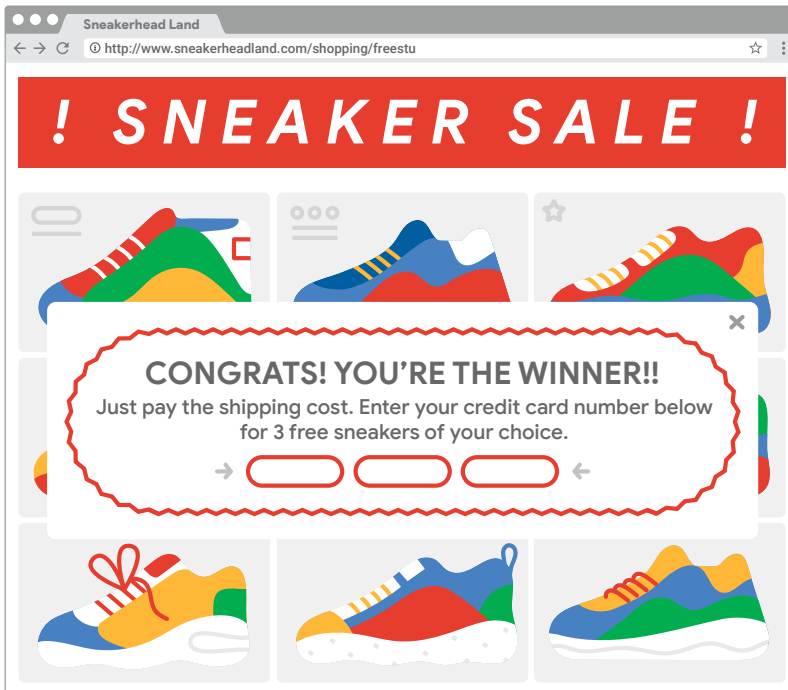 Sneakerhead Land
http://www.sneakerheadland.com/shopping/freestu
! SNEAKER SALE !
CONGRATS! YOU’RE THE WINNER!!
Just pay the shipping cost. Enter your credit card number below
for 3 free sneakers of your choice.